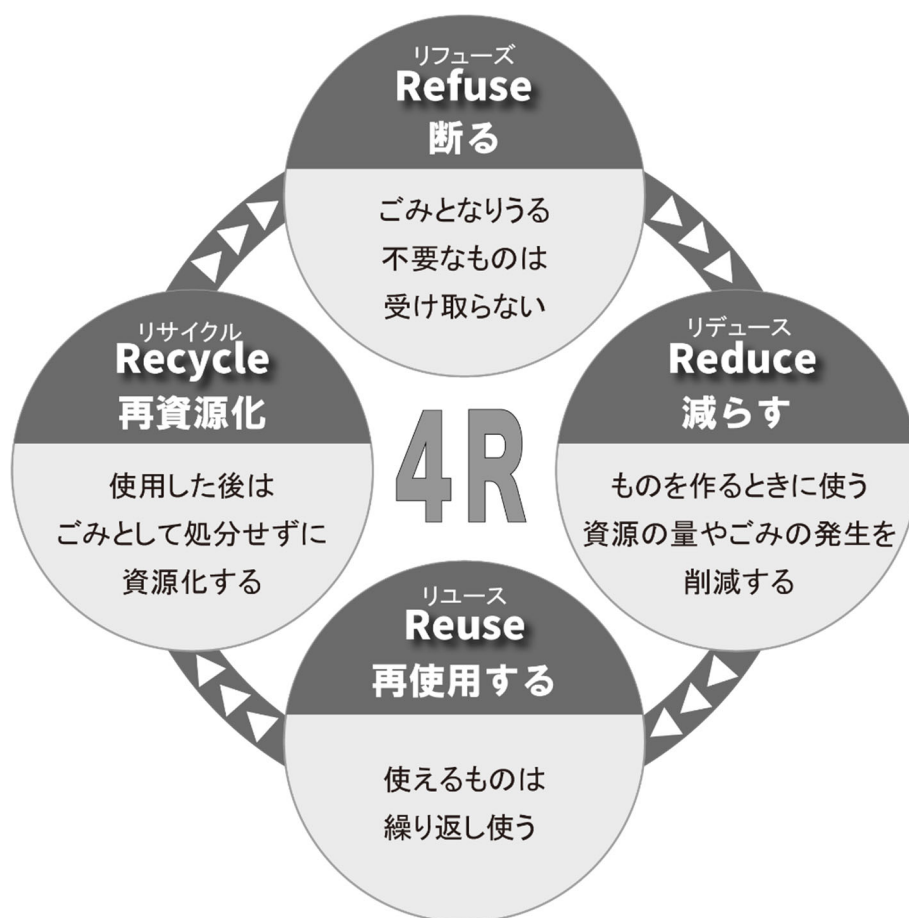 リフューズ
Refuse
断る
ごみとなりうる
不要なものは
受け取らない
リデュース
Reduce
減らす
ものを作るときに使う
資源の量やごみの発生を
削減する
リユース
Reuse
再使用する
使えるものは
繰り返し使う
リサイクル
Recycle
再資源化
使用した後は
ごみとして処分せずに
資源化する
4R